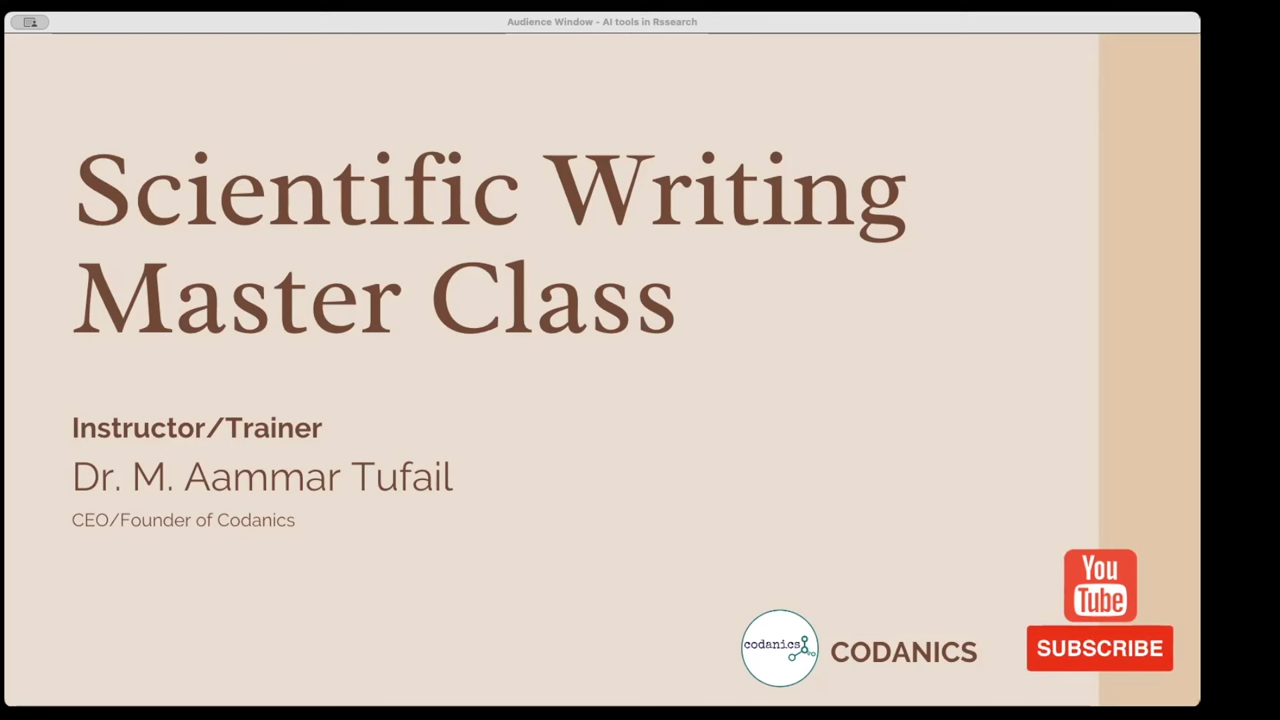 Audience Window - AI tools in Rssearch
Scientific Writing
Master Class
Instructor/Trainer
Dr. M. Aammar Tufail
CEO/Founder of Codanics
You
Tube
codanics
CODANICS
SUBSCRIBE